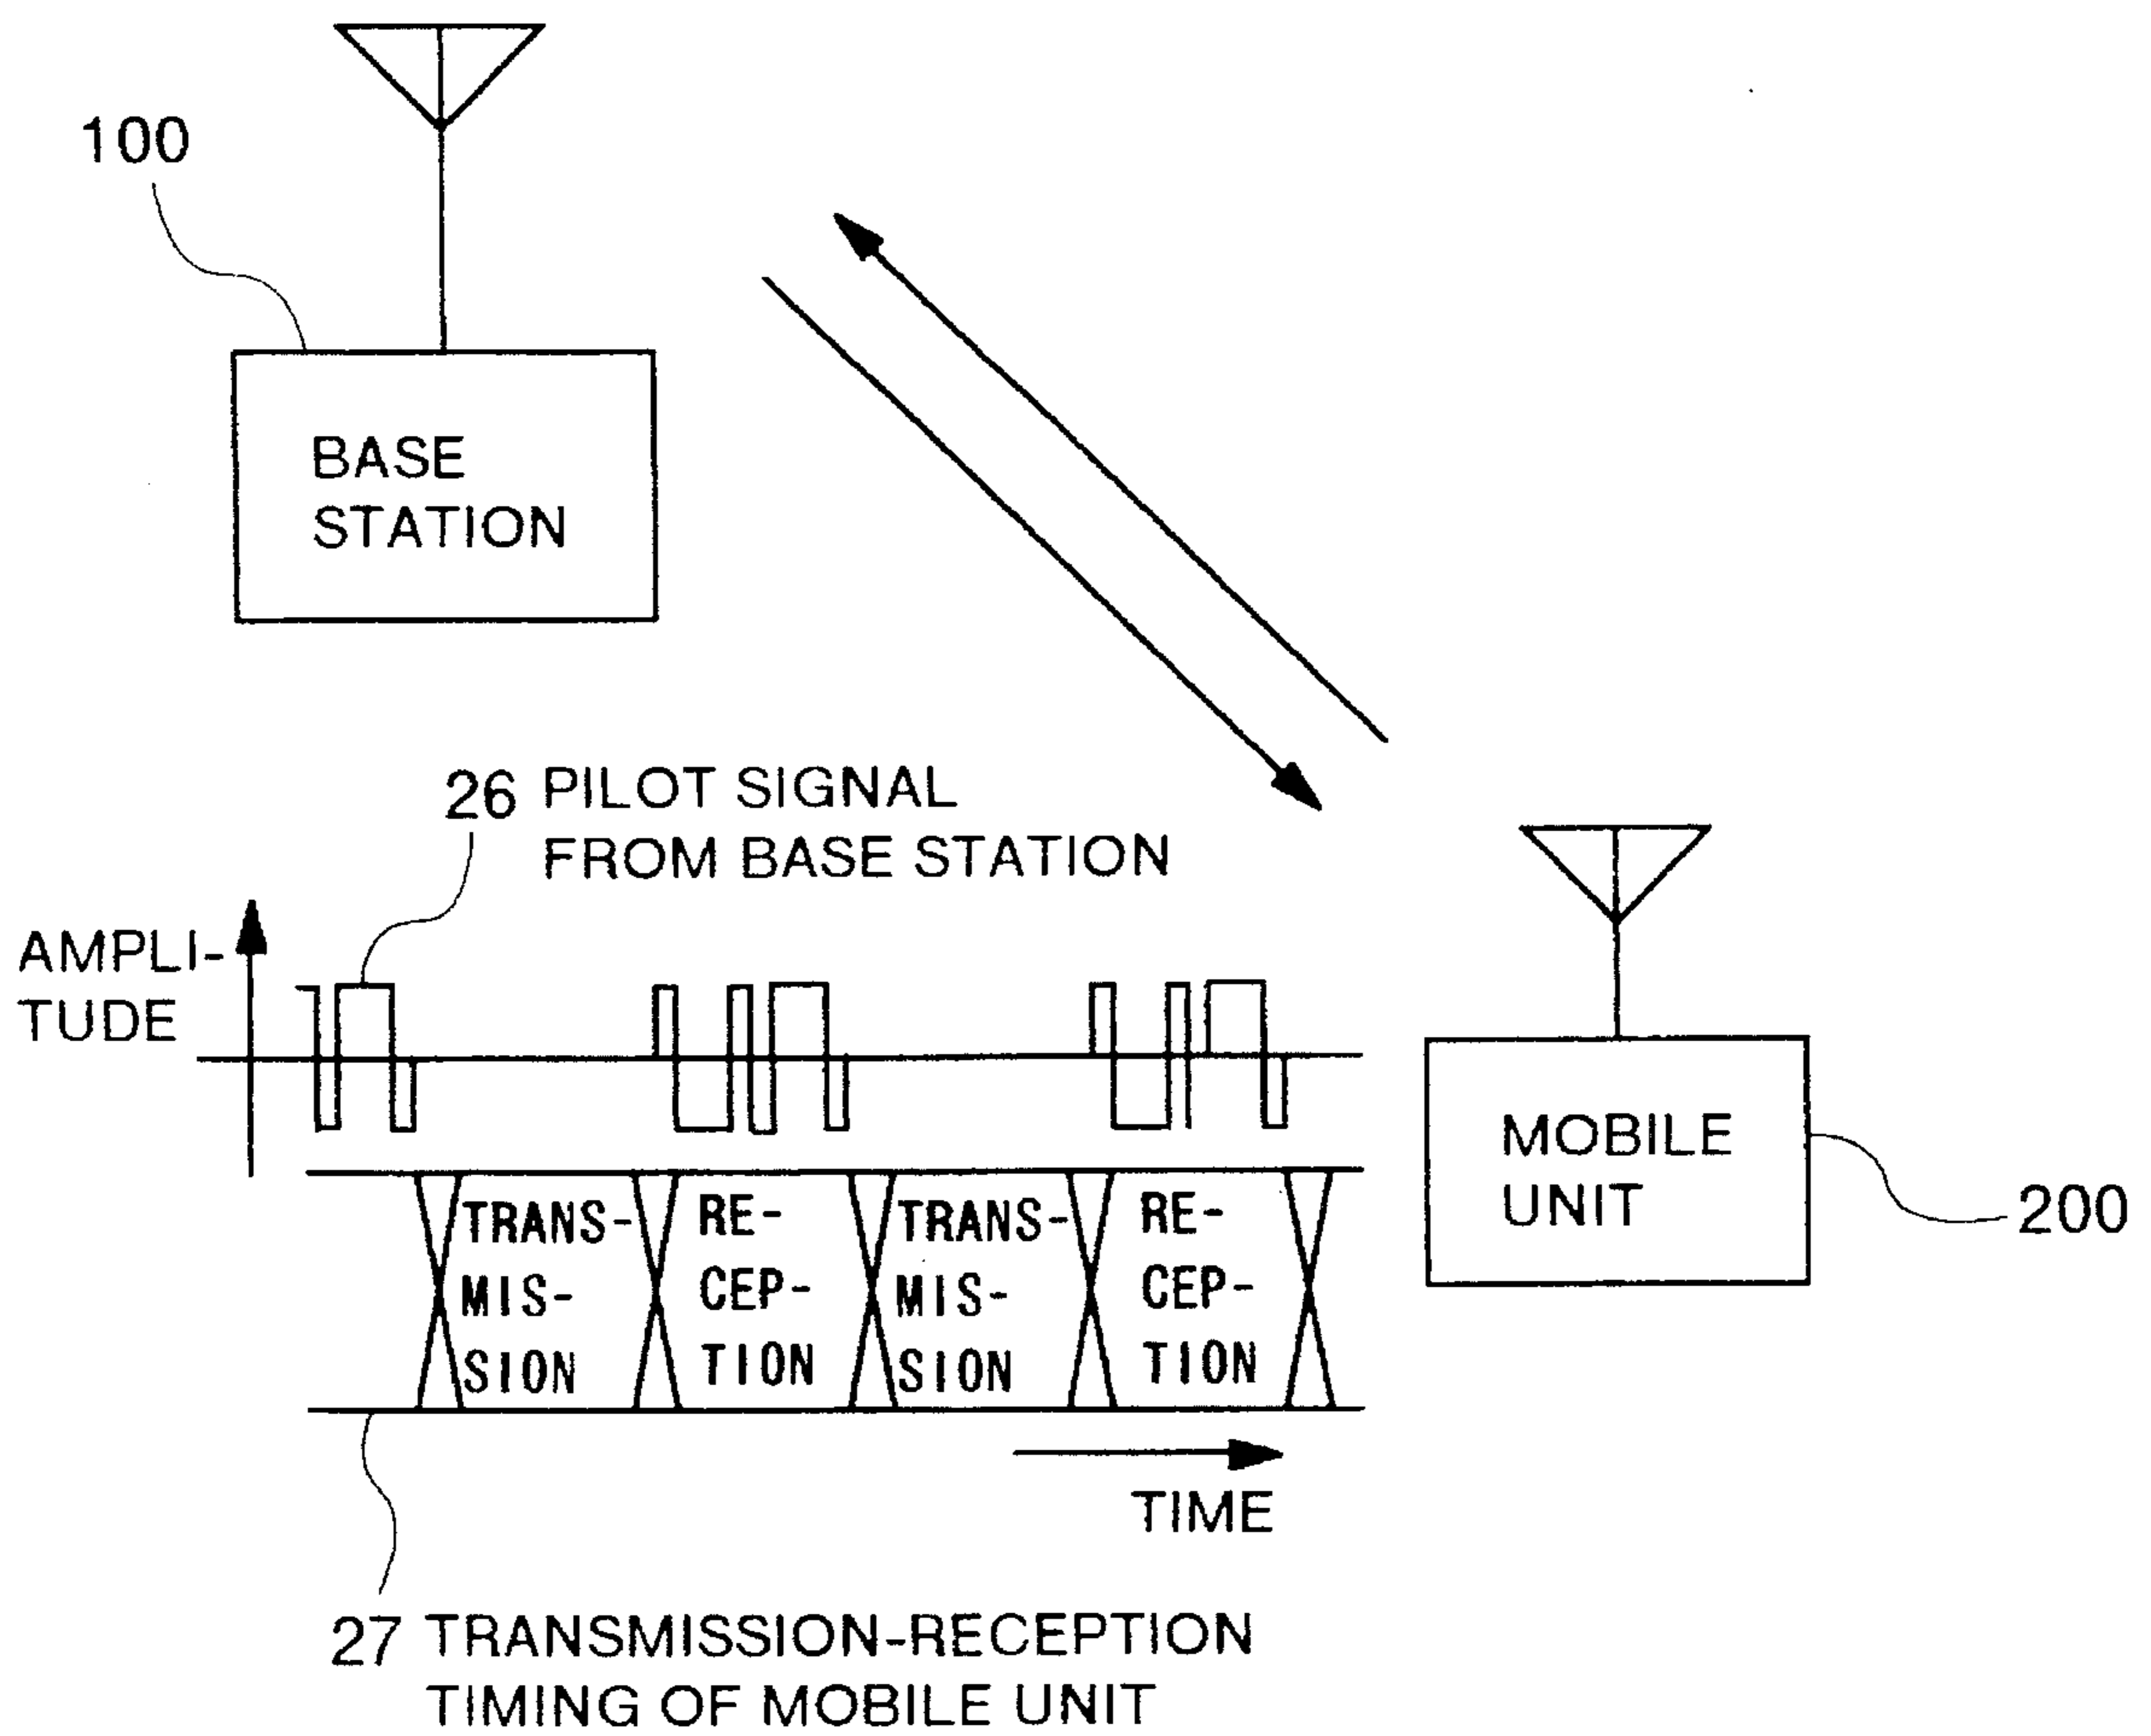 100
BASE
STATION
26 PILOT SIGNAL
FROM BASE STATION
AMPLI-
TUDE
MOBILE
UNIT
200
TRANS-
MIS-
SION
RE-
CEP-
TION
TRANS-
MIS-
SION
RE-
CEP-
TION
TIME
27 TRANSMISSION-RECEPTION
TIMING OF MOBILE UNIT